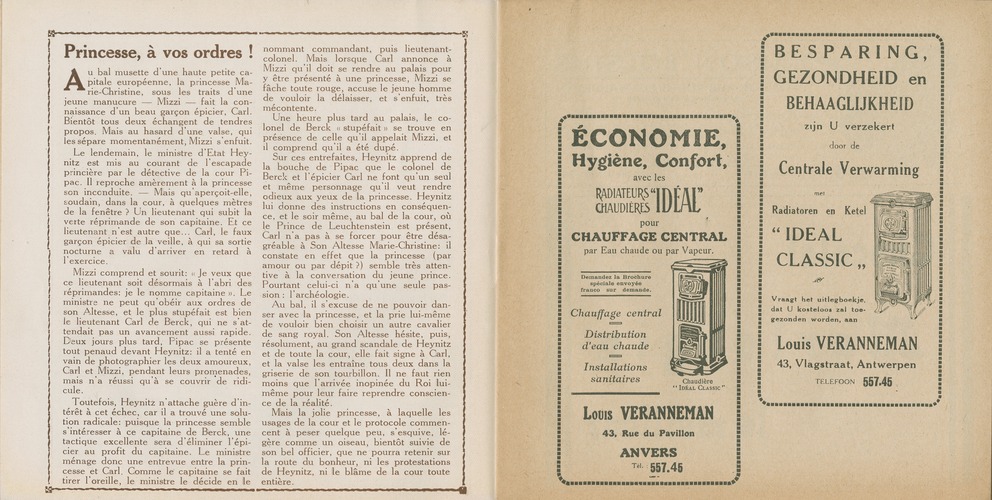 Princesse, à vos ordres !
Au bal musette d'une haute petite ca-
pitale européenne, la princesse Ma-
rie-Christine, sous les traits d'une
jeune manucure — Mizzi — fait la con-
naissance d'un beau garçon épicier, Carl.
Bientôt tous deux échangent de tendres
propos. Mais au hasard d'une valse, qui
les sépare momentanément, Mizzi s'enfuit.
Le lendemain, le ministre d'Etat Hey-
nitz est mis au courant de l'escapade
princière par le détective de la cour Pi-
pac. Il reproche amèrement à la princesse
son inconduite. — Mais qu'aperçoit-elle,
soudain, dans la cour, à quelques mètres
de la fenêtre ? Un lieutenant qui subit la
verte réprimande de son capitaine. Et ce
lieutenant n'est autre que... Carl, le faux
garçon épicier de la veille, à qui sa sortie
nocturne a valu d'arriver en retard à
l'exercice.
Mizzi comprend et sourit: « Je veux que
ce lieutenant soit désormais à l'abri des
réprimandes: je le nomme capitaine ». Le
ministre ne peut qu'obéir aux ordres de
son Altesse, et le plus stupéfait est bien
le lieutenant Carl de Berck, qui ne s'at-
tendait pas un avancement aussi rapide.
Deux jours plus tard, Pipac se présente
tout penaud devant Heynitz: il a tenté en
vain de photographier les deux amoureux,
Carl et Mizzi, pendant leurs promenades,
mais n'a réussi qu'à se couvrir de ridi-
cule.
Toutefois, Heynitz n'attache guère d'in-
térêt à cet échec, car il a trouvé une solu-
tion radicale: puisque la princesse semble
s'intéresser à ce capitaine de Berck, une
tactique excellente sera d'éliminer l'épi-
cier au profit du capitaine. Le ministre
ménage donc une entrevue entre la prin-
cesse et Carl. Comme le capitaine se fait
tirer l'oreille, le ministre le décide en le
nommant commandant, puis lieutenant-
colonel. Mais lorsque Carl annonce à
Mizzi qu'il doit se rendre au palais pour
y être présenté à une princesse, Mizzi se
fâche toute rouge, accuse le jeune homme
de vouloir la délaisser, et s'enfuit, très
mécontente.
Une heure plus tard au palais, le co-
lonel de Berck « stupéfait » se trouve en
présence de celle qu'il appelait Mizzi, et
il comprend qu'il a été dupé.
Sur ces entrefaites, Heynitz apprend de
la bouche de Pipac que le colonel de
Berck et l'épicier Carl ne font qu'un seul
et même personnage qu'il veut rendre
odieux aux yeux de la princesse. Heynitz
lui donne des instructions en conséquen-
ce, et le soir même, au bal de la cour, où
le Prince de Leuchtenstein est présent,
Carl n'a pas à se forcer pour être désa-
gréable à Son Altesse Marie-Christine: il
constate en effet que la princesse (par
amour ou par dépit ?) semble très atten-
tive à la conversation du jeune prince.
Pourtant celui-ci n'a qu'une seule pas-
sion : l'archéologie.
Au bal, il s'excuse de ne pouvoir dan-
ser avec la princesse, et la prie lui-même
de vouloir bien choisir un autre cavalier
de sang royal. Son Altesse hésite, puis,
résolument, au grand scandale de Heynitz
et de toute la cour, elle fait signe à Carl,
et la valse les entraîne tous deux dans la
griserie de son tourbillon. Il ne faut rien
moins que l'arrivée inopinée du Roi lui-
même pour leur faire reprendre conscien-
ce de la réalité.
Mais la jolie princesse, à laquelle les
usages de la cour et le protocole commen-
cent à peser quelque peu, s'esquive, lé-
gère comme un oiseau, bientôt suivie de
son bel officier, que ne pourra retenir sur
la route du bonheur, ni les protestations
de Heynitz, ni le blâme de la cour toute
entière.
ÉCONOMIE,
Hygiène, Confort,
avec les
RADIATEURS "IDÉAL"
CHAUDIÈRES
pour
CHAUFFAGE CENTRAL
par Eau chaude ou par Vapeur.
Demandez la Brochure
spéciale envoyée
franco sur demande.
Chauffage central
Distribution
d'eau chaude
Installations
sanitaires
Chaudière
"IDÉAL CLASSIC"
Louis VERANNEMAN
43, Rue du Pavillon
ANVERS
Tél. 557.45
BESPARING,
GEZONDHEID en
BEHAAGLIJKHEID
zijn U verzekerd
door de
Centrale Verwarming
met
Radiatoren en Ketel
" IDEAL
CLASSIC „
Vraagt het uitlegboekje,
dat U kosteloos zal toe-
gezonden worden, aan
Louis VERANNEMAN
43, Vlagstraat, Antwerpen
TELEFOON 557.45